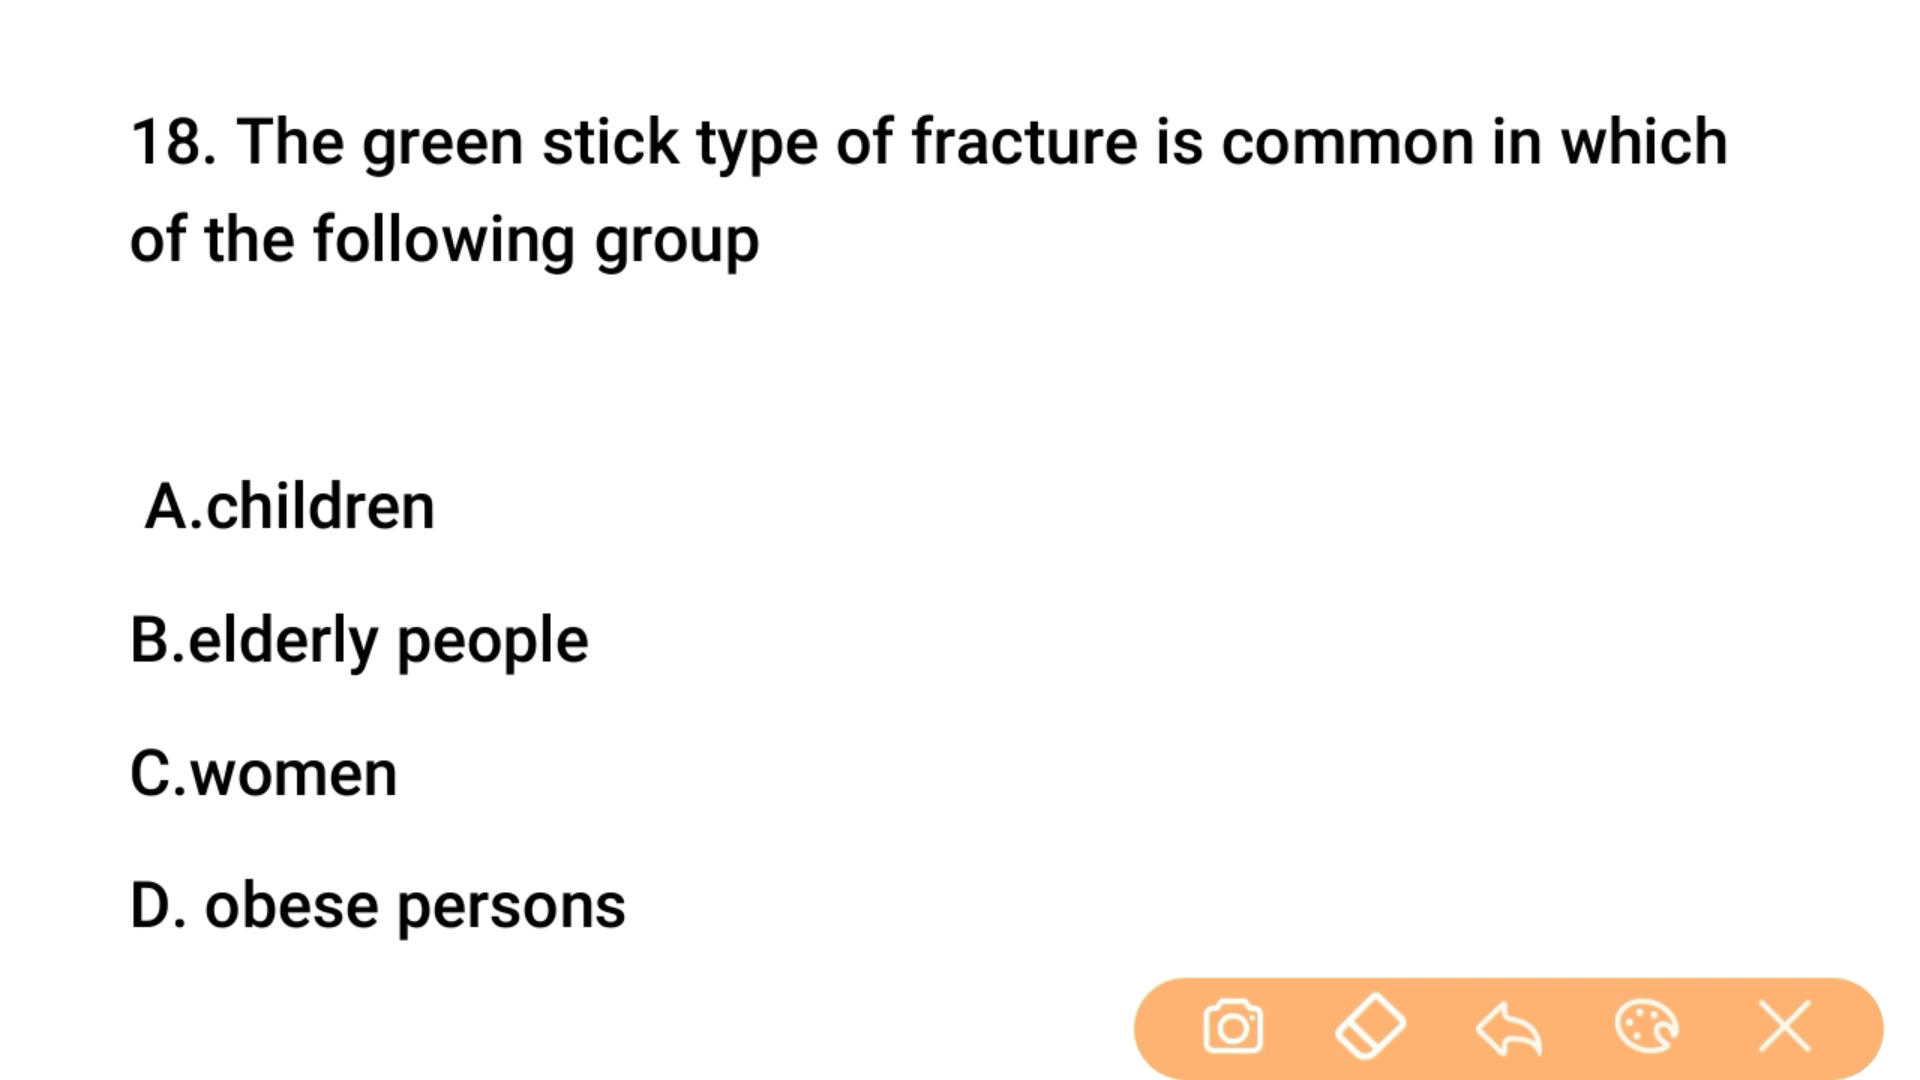 18. The green stick type of fracture is common in which
of the following group
A.children
B.elderly people
C.women
D. obese persons